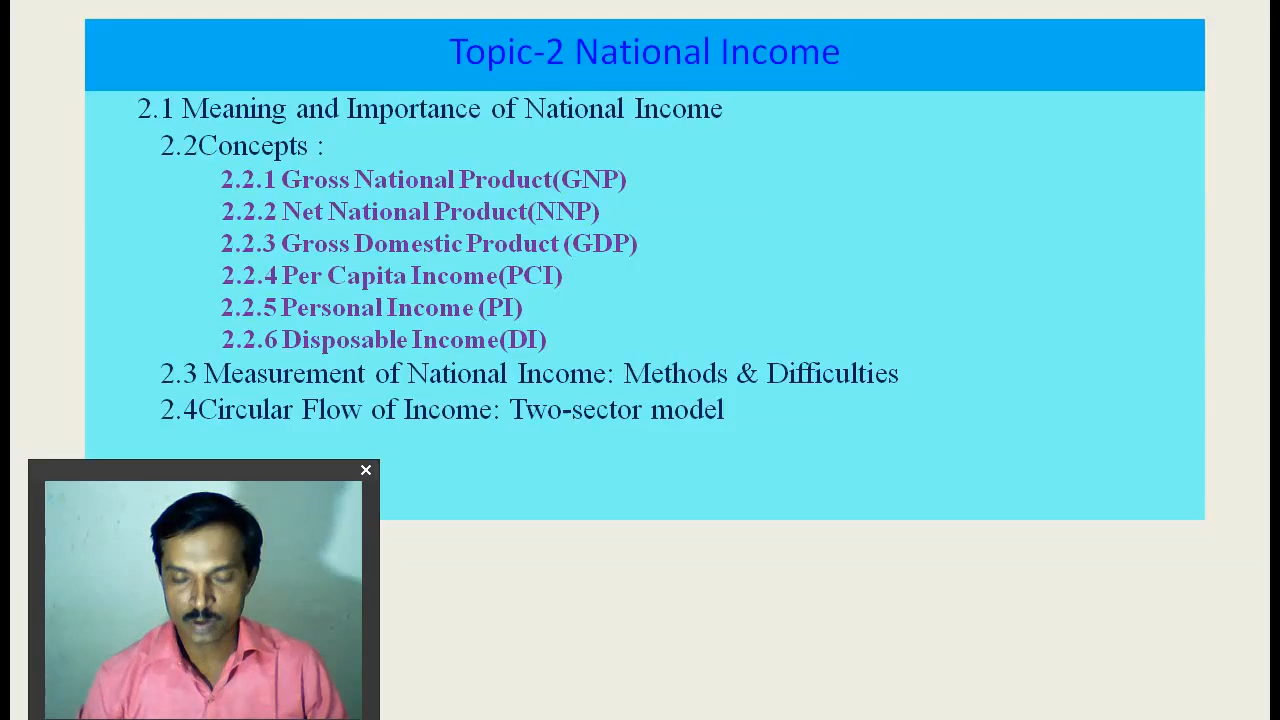 Topic-2 National Income
2.1 Meaning and Importance of National Income
2.2Concepts :
2.2.1 Gross National Product(GNP)
2.2.2 Net National Product(NNP)
2.2.3 Gross Domestic Product (GDP)
2.2.4 Per Capita Income(PCI)
2.2.5 Personal Income (PI)
2.2.6 Disposable Income(DI)
2.3 Measurement of National Income: Methods & Difficulties
2.4Circular Flow of Income: Two-sector model